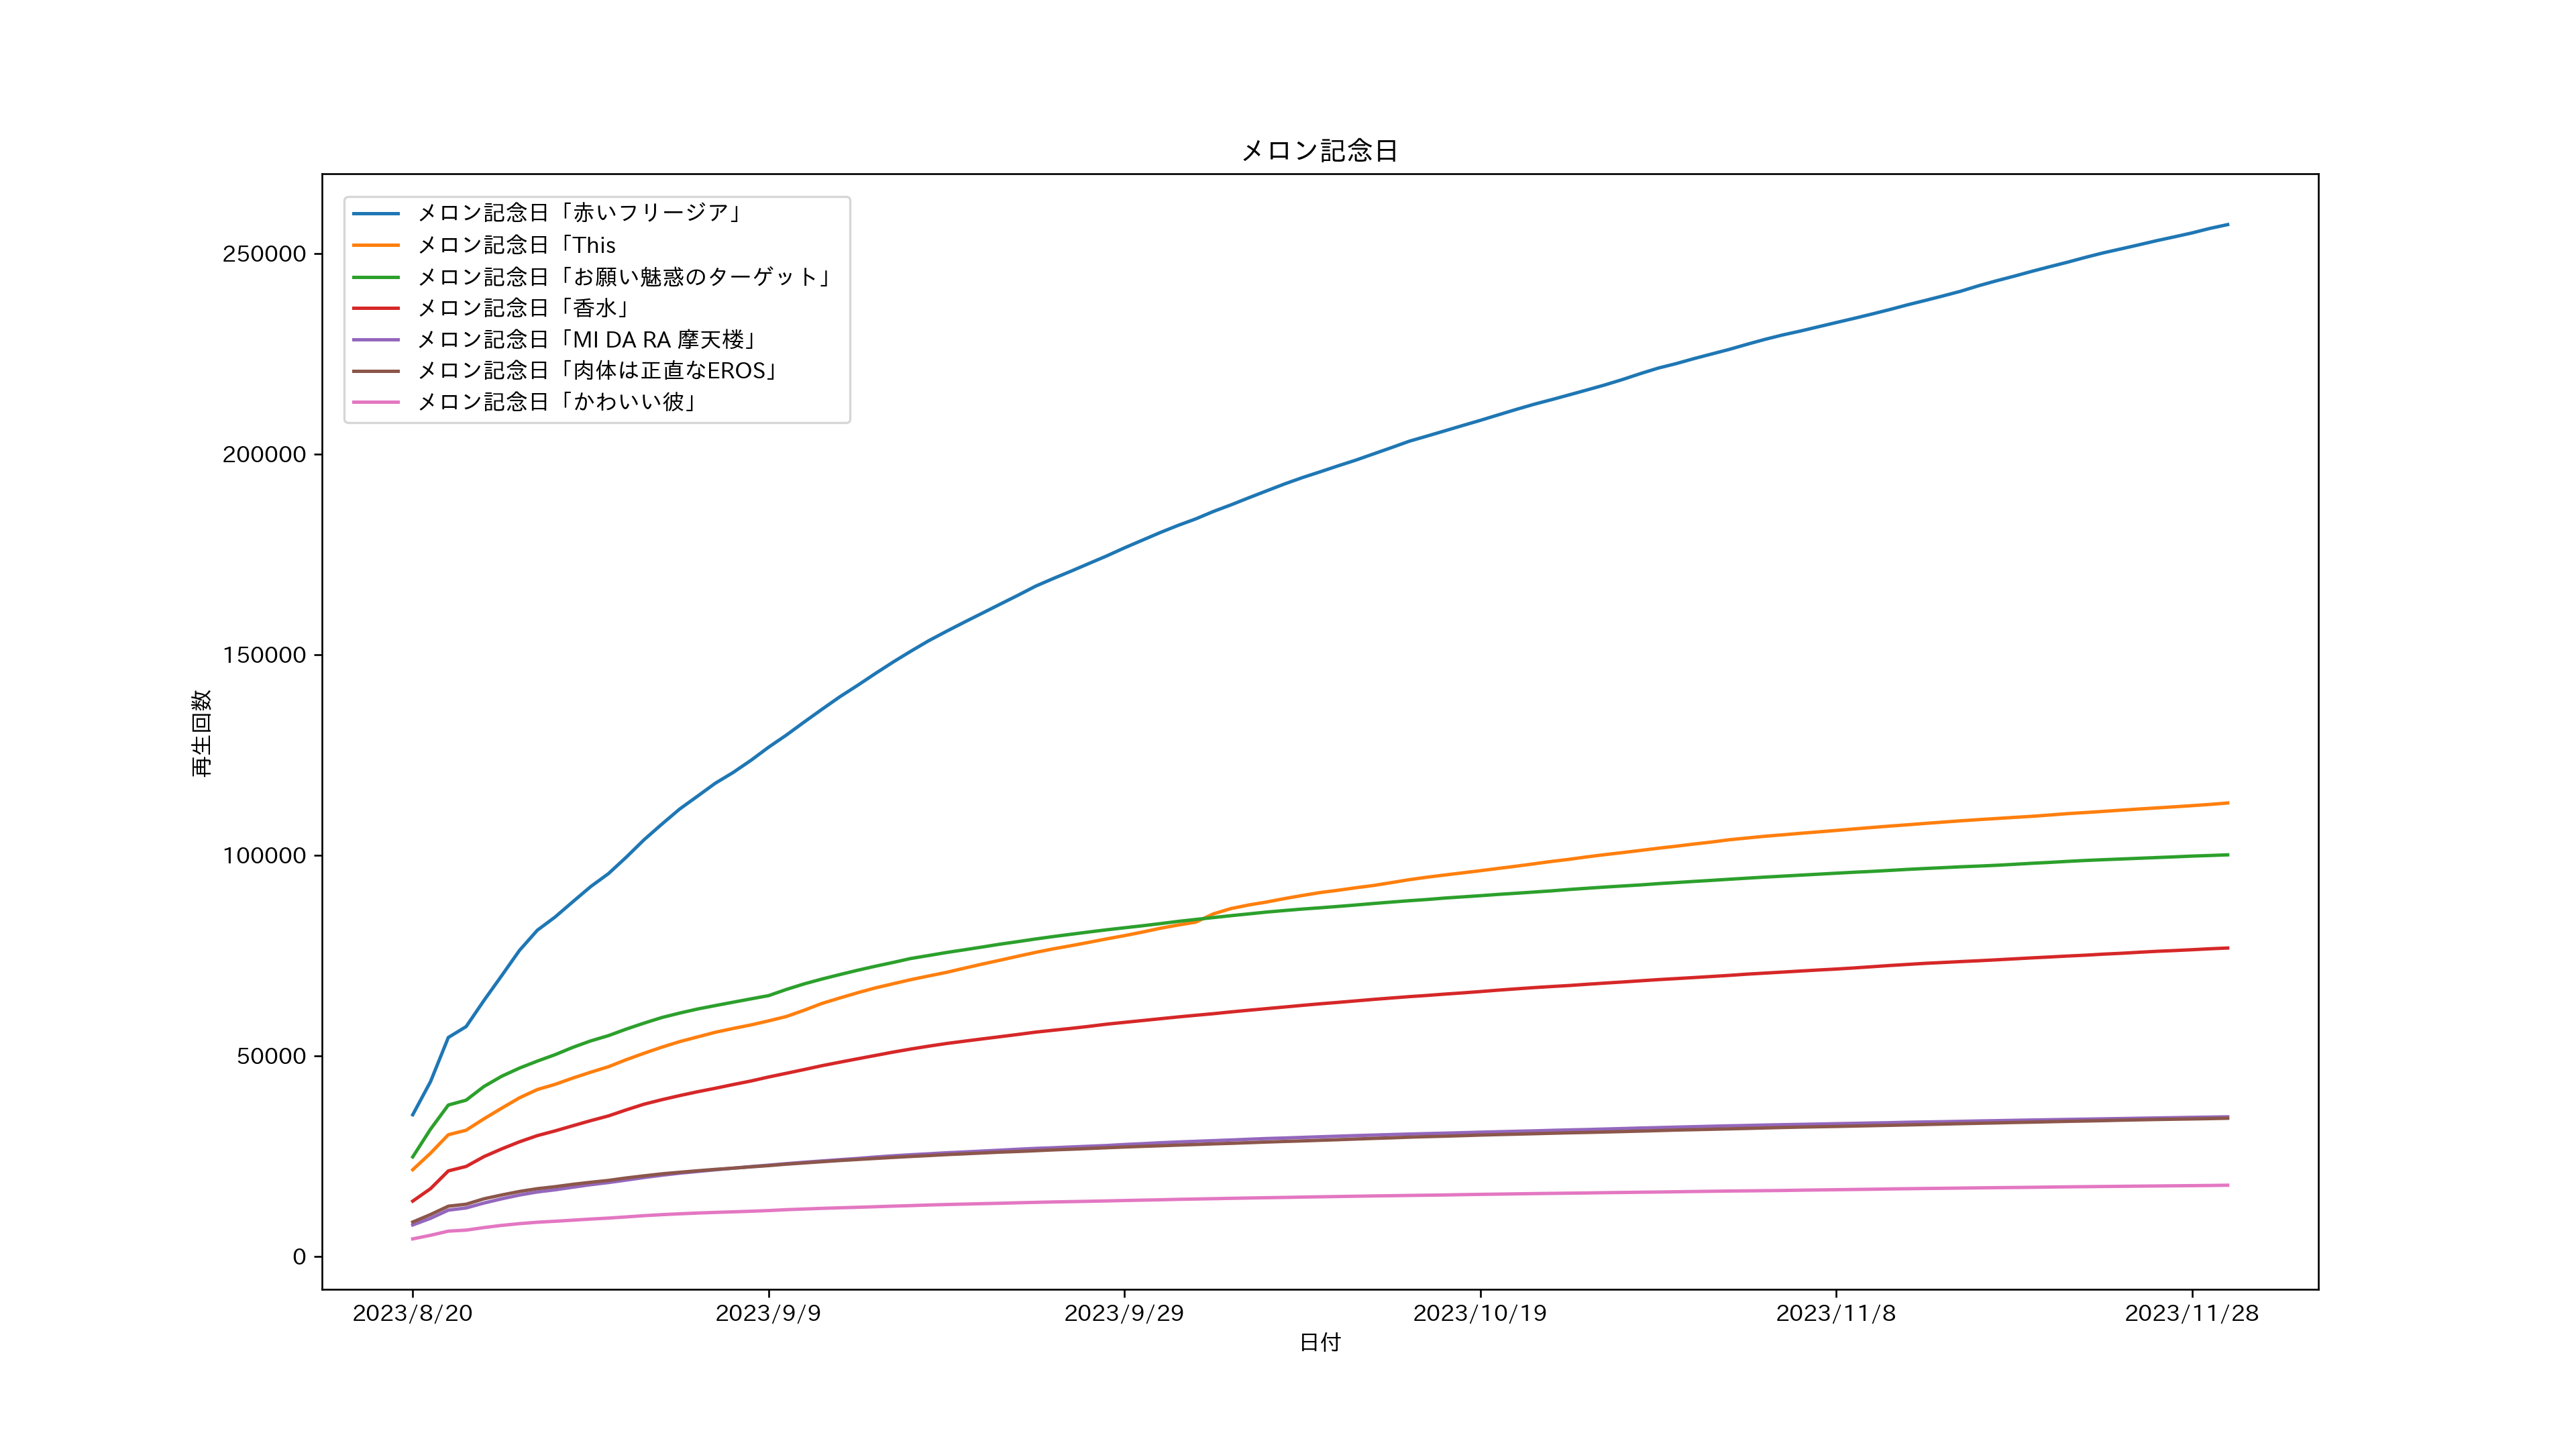 メロン記念日
メロン記念日「赤いフリージア」
メロン記念日「This
メロン記念日「お願い魅惑のターゲット」
メロン記念日「香水」
メロン記念日「MI DA RA 摩天楼」
メロン記念日「肉体は正直なEROS」
メロン記念日「かわいい彼」
250000
200000
150000
100000
50000
0
再生回数
2023/8/20
2023/9/9
2023/9/29
2023/10/19
2023/11/8
2023/11/28
日付